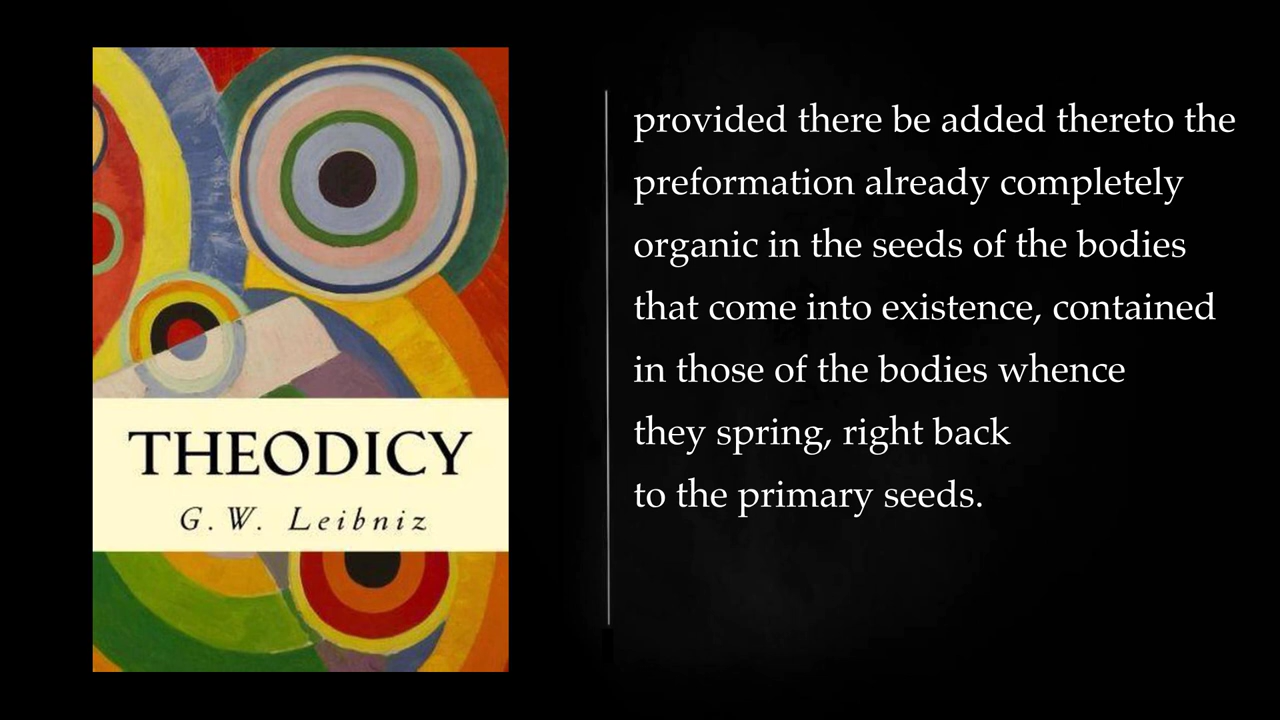 THEODICY
G.W. Leibniz
provided there be added thereto the
preformation already completely
organic in the seeds of the bodies
that come into existence, contained
in those of the bodies whence
they spring, right back
to the primary seeds.